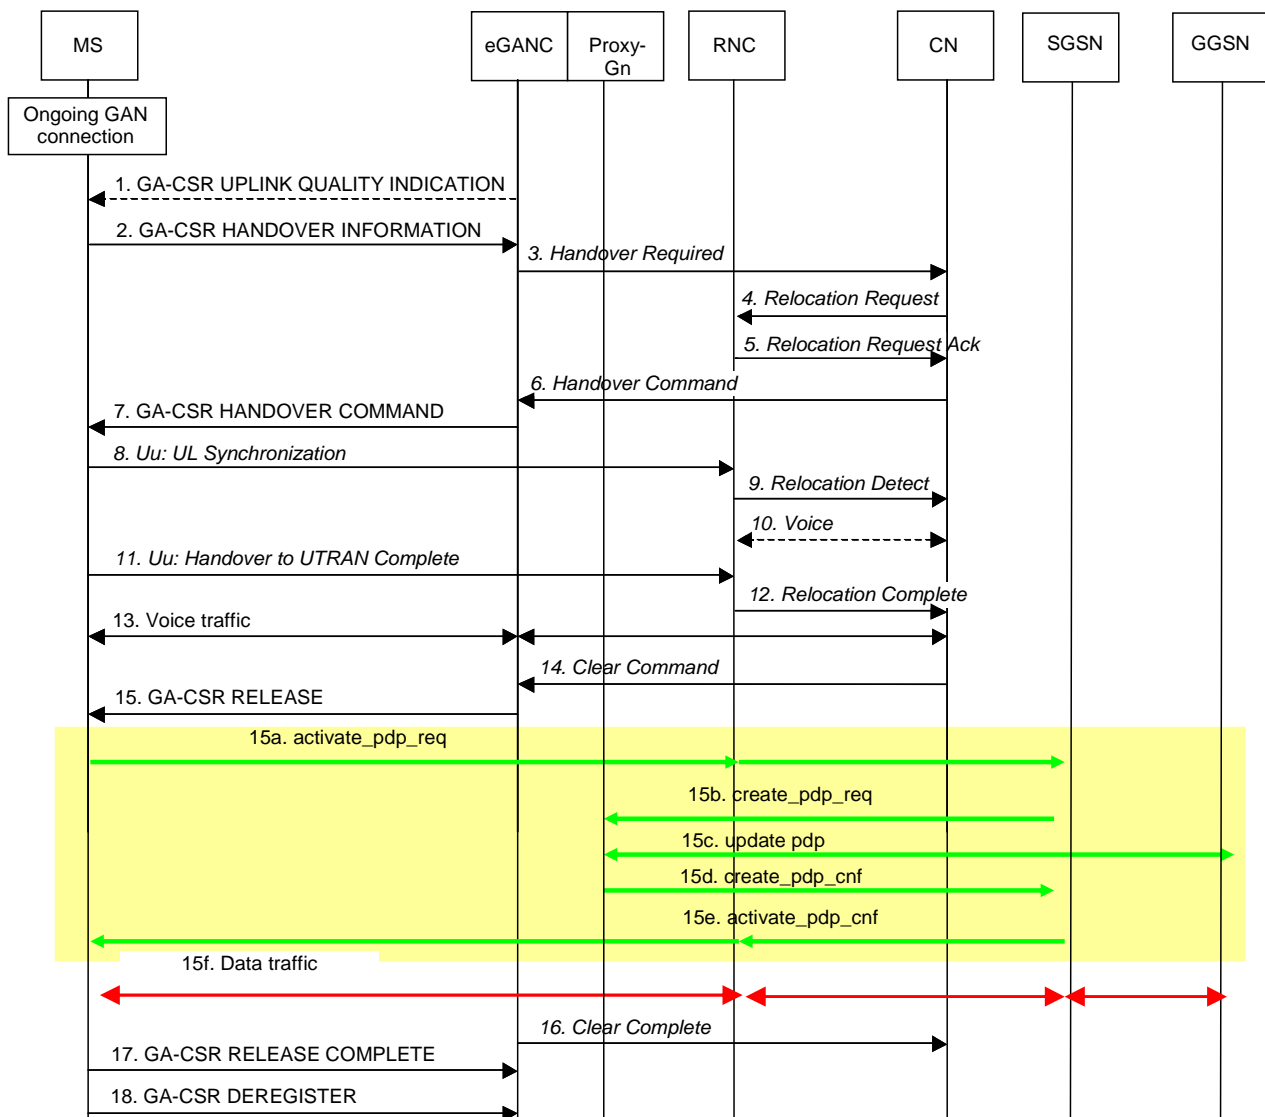 MS
eGANC
Proxy-
Gn
RNC
CN
SGSN
GGSN
Ongoing GAN
connection
1. GA-CSR UPLINK QUALITY INDICATION
2. GA-CSR HANDOVER INFORMATION
3. Handover Required
4. Relocation Request
5. Relocation Request Ack
6. Handover Command
7. GA-CSR HANDOVER COMMAND
8. Uu: UL Synchronization
9. Relocation Detect
10. Voice
11. Uu: Handover to UTRAN Complete
12. Relocation Complete
13. Voice traffic
14. Clear Command
15. GA-CSR RELEASE
15a. activate_pdp_req
15b. create_pdp_req
15c. update pdp
15d. create_pdp_cnf
15e. activate_pdp_cnf
15f. Data traffic
16. Clear Complete
17. GA-CSR RELEASE COMPLETE
18. GA-CSR DEREGISTER